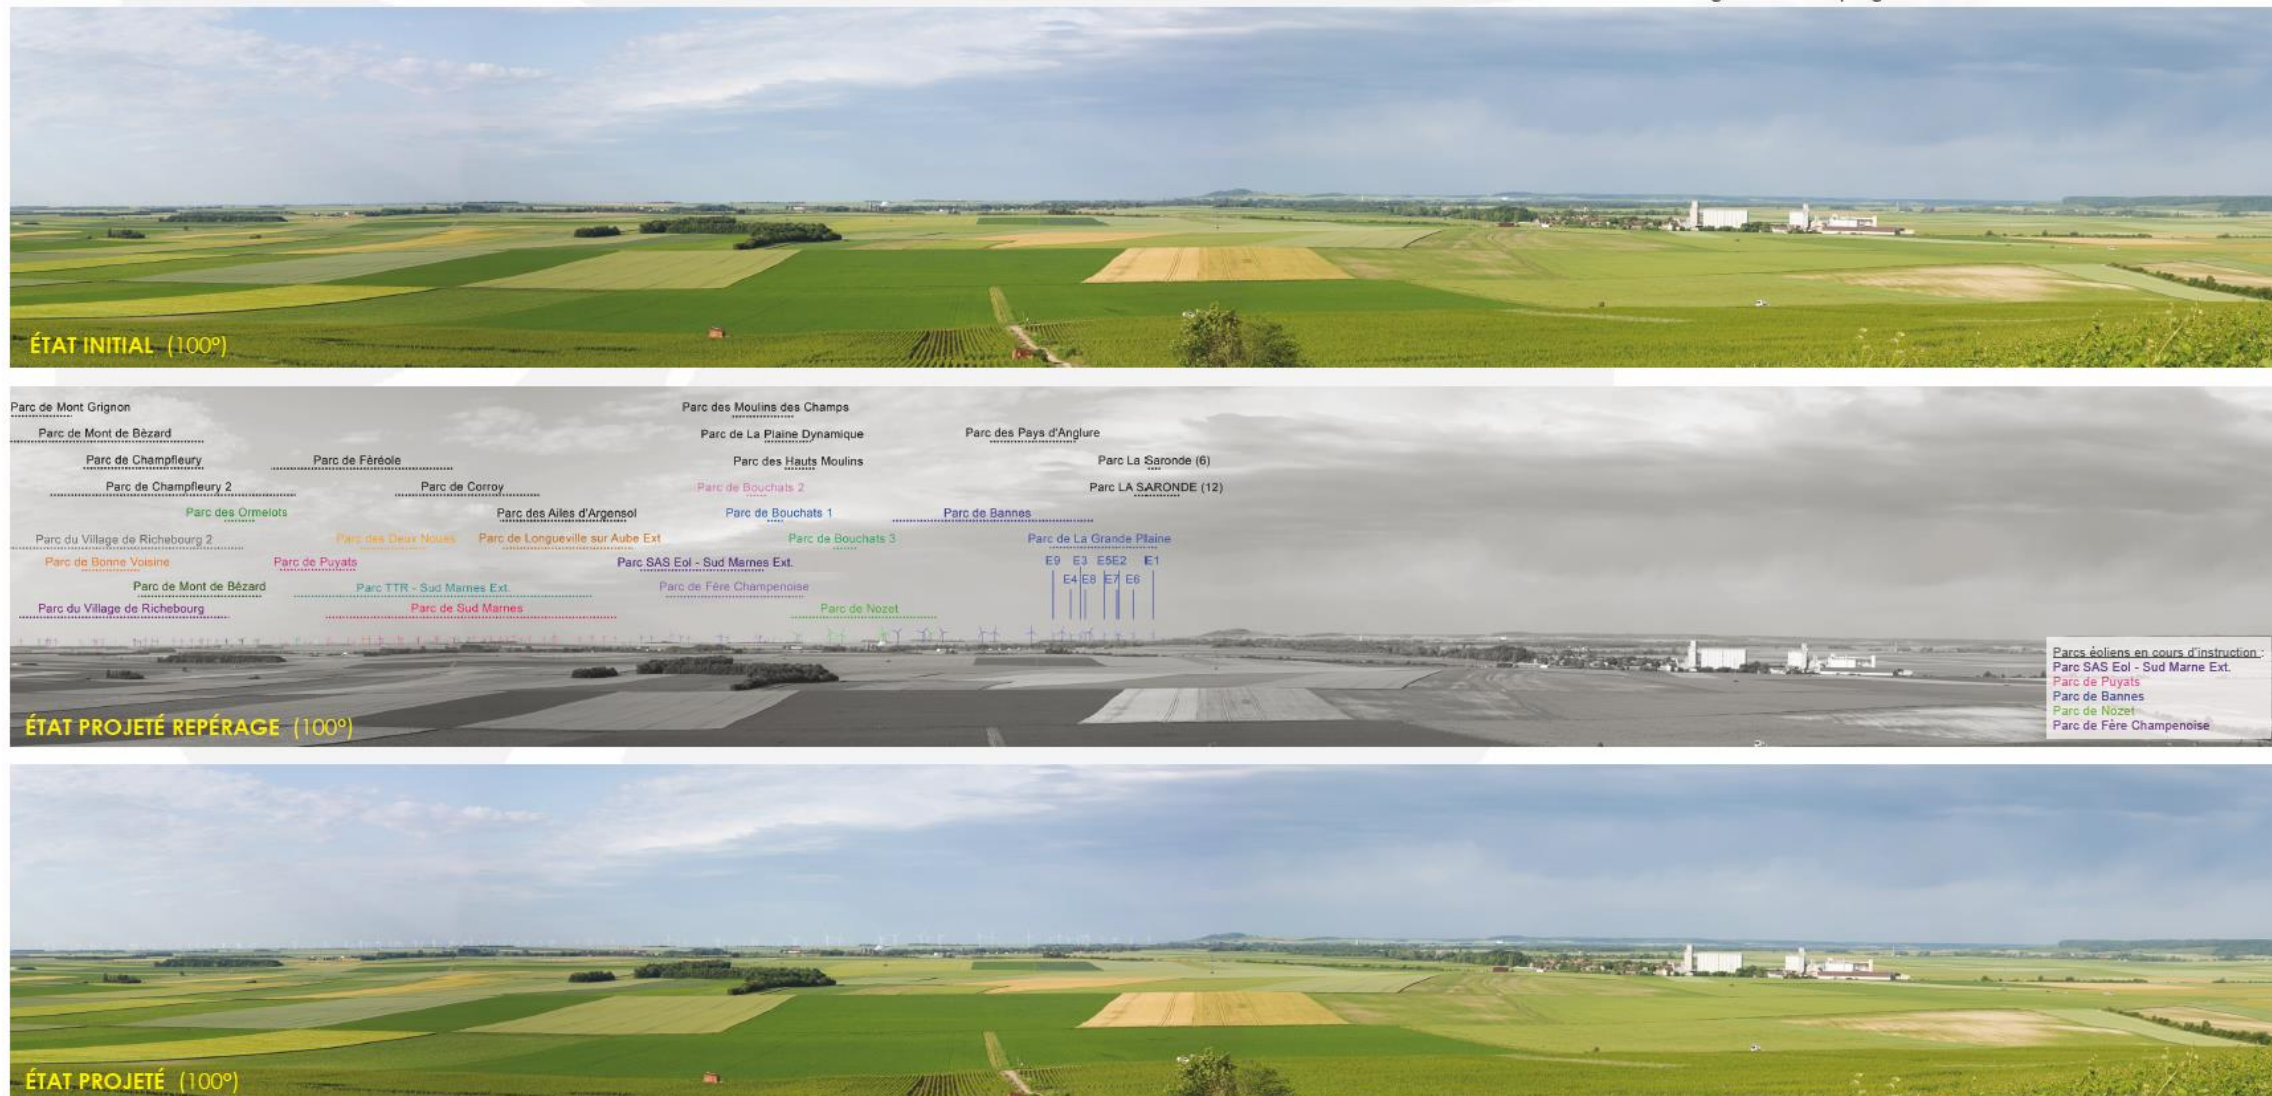 ÉTAT INITIAL (100°)
Parc de Mont Grignon
Parc des Moulins des Champs
Parc de Mont de Bèzard
Parc de La Plaine Dynamique
Parc des Pays d'Anglure
Parc de Champfleury
Parc de Fèrèole
Parc des Hauts Moulins
Parc La Saronde (6)
Parc de Champfleury 2
Parc de Corroy
Parc de Bouchats 2
Parc LA SARONDE (12)
Parc des Ormelots
Parc des Ailes d'Argensol
Parc de Bouchats 1
Parc de Bannes
Parc du Village de Richebourg 2
Parc des Deux Noues
Parc de Longueville sur Aube Ext
Parc de Bouchats 3
Parc de La Grande Plaine
Parc de Bonne Voisine
Parc de Puyats
Parc SAS Eol - Sud Marnes Ext.
E9 E3 E5E2 E1
Parc de Mont de Bézard
Parc TTR - Sud Marnes Ext.
Parc de Fère Champenoise
E4 E8 E7 E6
Parc du Village de Richebourg
Parc de Sud Marnes
Parc de Nozet
Parcs éoliens en cours d'instruction :
Parc SAS Eol - Sud Marne Ext.
Parc de Puyats
Parc de Bannes
Parc de Nozet
Parc de Fère Champenoise
ÉTAT PROJETÉ REPÉRAGE (100°)
ÉTAT PROJETÉ (100°)